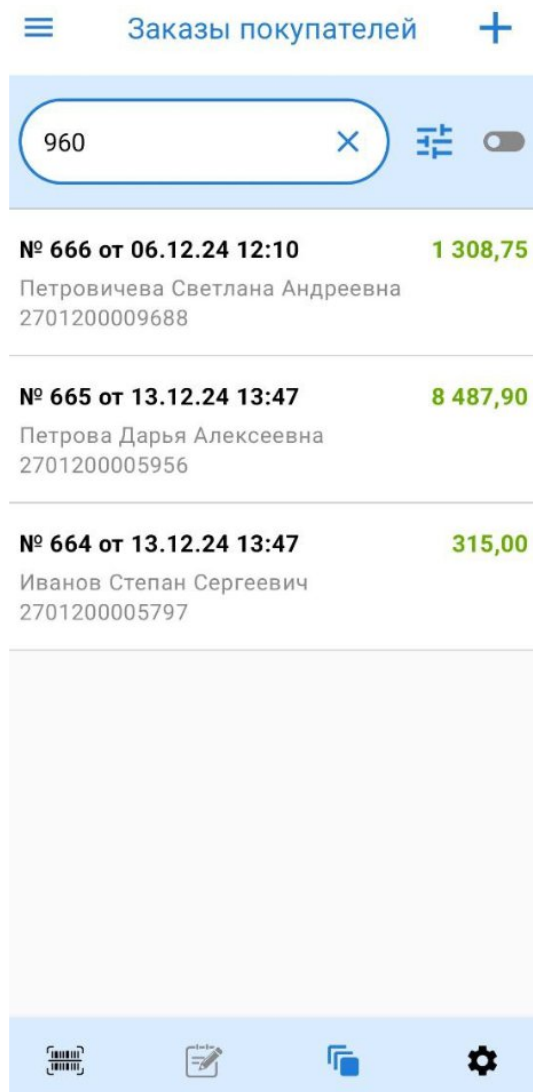 Заказы покупателей
960
№ 666 от 06.12.24 12:10 1 308,75
Петровичева Светлана Андреевна
2701200009688
№ 665 от 13.12.24 13:47 8 487,90
Петрова Дарья Алексеевна
2701200005956
№ 664 от 13.12.24 13:47 315,00
Иванов Степан Сергеевич
2701200005797